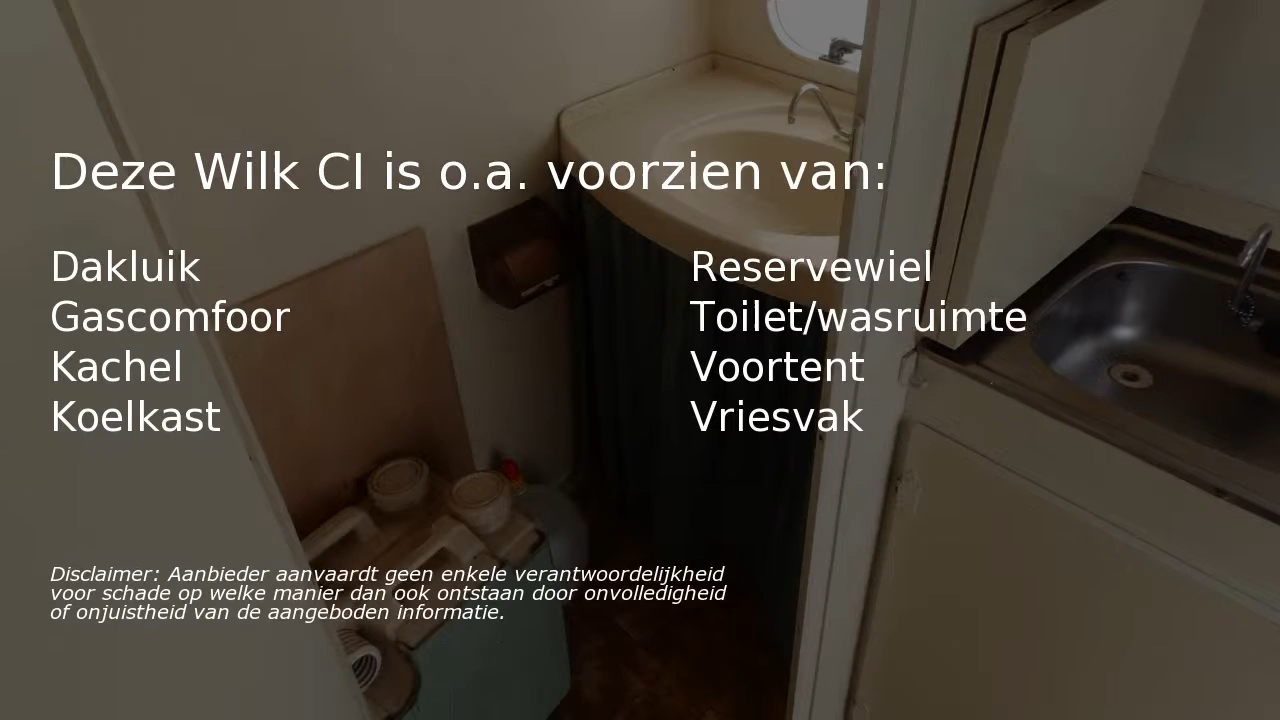 Deze Wilk CI is o.a. voorzien van:
Dakluik
Gascomfoor
Kachel
Koelkast
Reservewiel
Toilet/wasruimte
Voortent
Vriesvak
Disclaimer: Aanbieder aanvaardt geen enkele verantwoordelijkheid
voor schade op welke manier dan ook ontstaan door onvolledigheid
of onjuistheid van de aangeboden informatie.